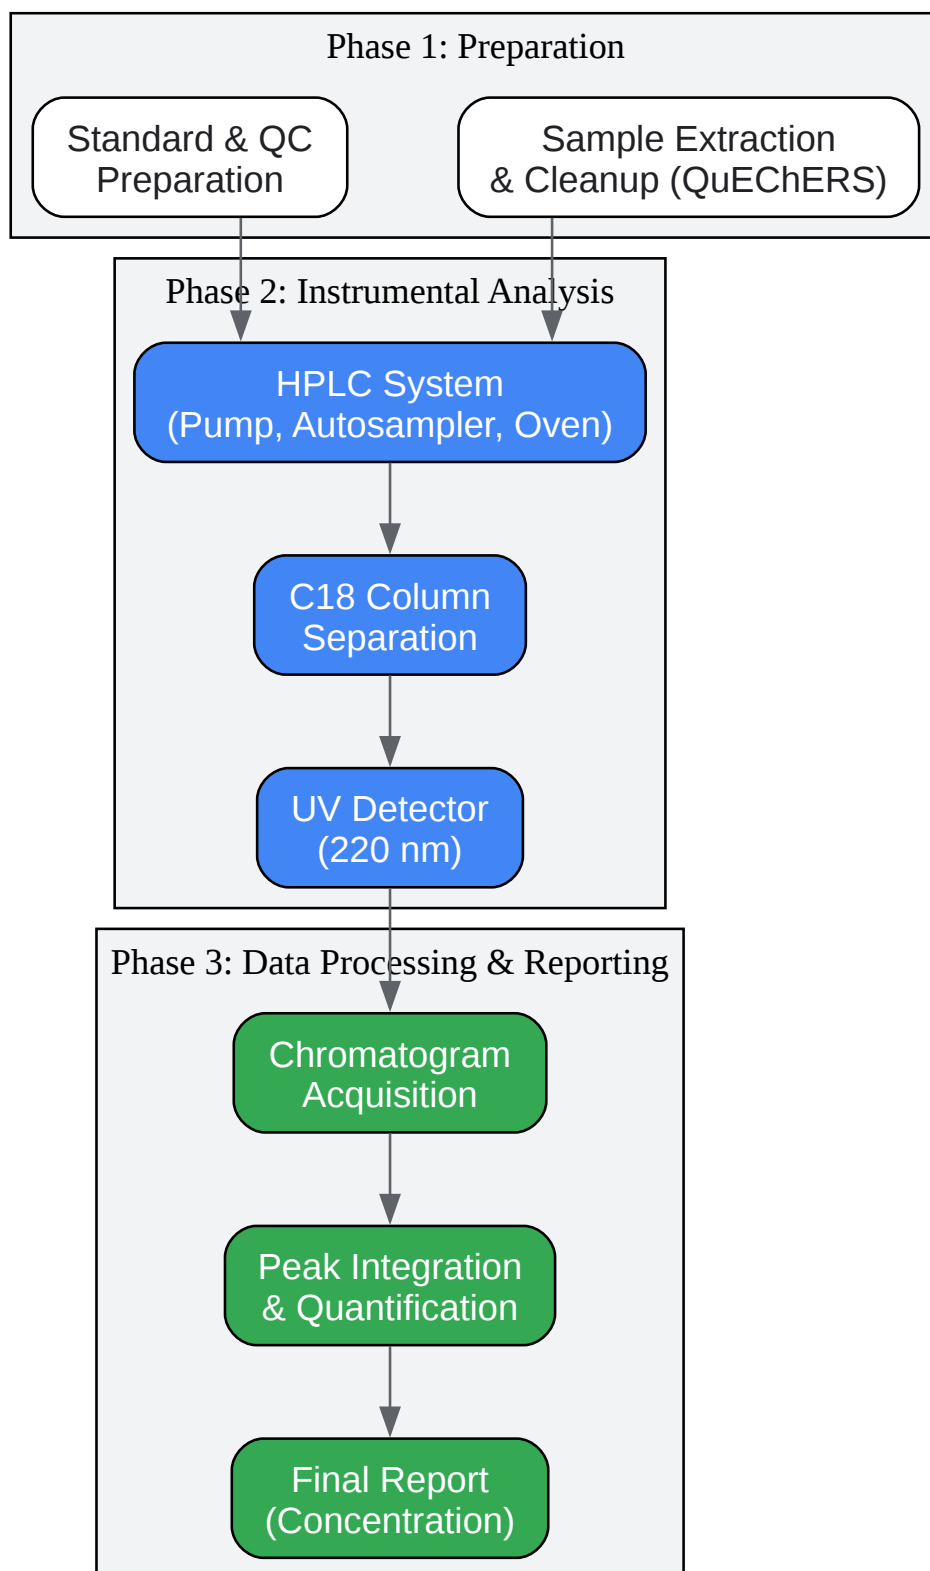 Phase 1: Preparation
Standard & QC
Preparation
Sample Extraction
& Cleanup (QuEChERS)
Phase 2: Instrumental Analysis
HPLC System
(Pump, Autosampler, Oven)
C18 Column
Separation
UV Detector
(220 nm)
Phase 3: Data Processing & Reporting
Chromatogram
Acquisition
Peak Integration
& Quantification
Final Report
(Concentration)